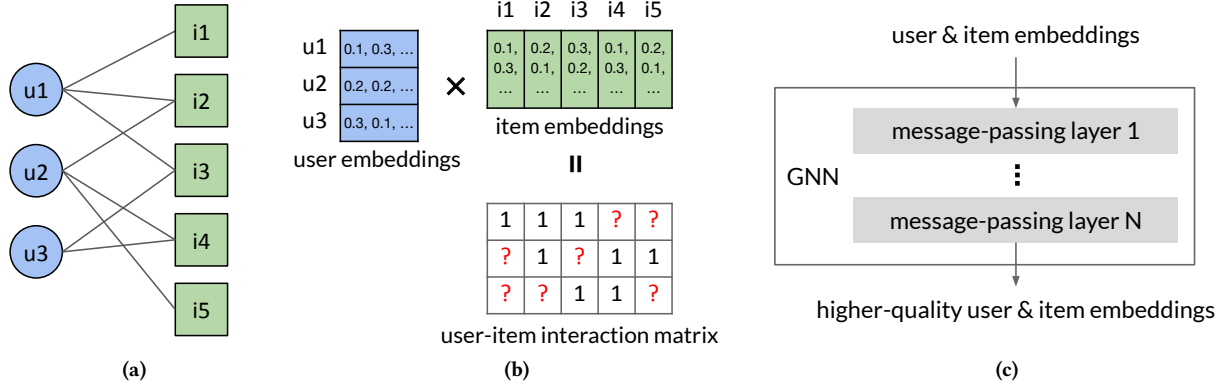 u1
u2
u3
i1
i2
i3
i4
i5
(a)
i1 i2 i3 i4 i5
u1 0.1, 0.3, ...
u2 0.2, 0.2, ...
u3 0.3, 0.1, ...
user embeddings
×
0.1, 0.2, 0.3, 0.1, 0.2,
0.3, 0.1, 0.2, 0.3, 0.1,
... ... ... ... ...
item embeddings
=
1 1 1 ? ?
? 1 ? 1 1
? ? 1 1 ?
user-item interaction matrix
(b)
user & item embeddings
message-passing layer 1
GNN
message-passing layer N
higher-quality user & item embeddings
(c)